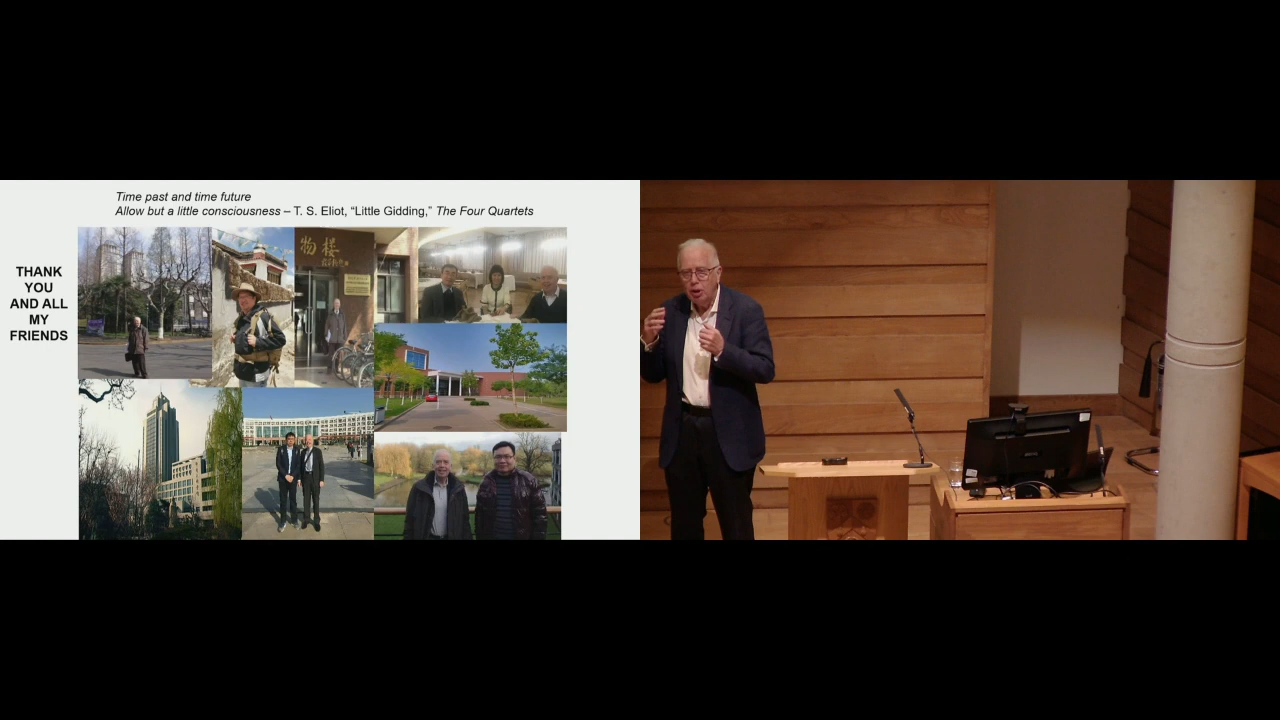 Time past and time future
Allow but a little consciousness – T. S. Eliot, “Little Gidding,” The Four Quartets
THANK
YOU
AND ALL
MY
FRIENDS
物 楼